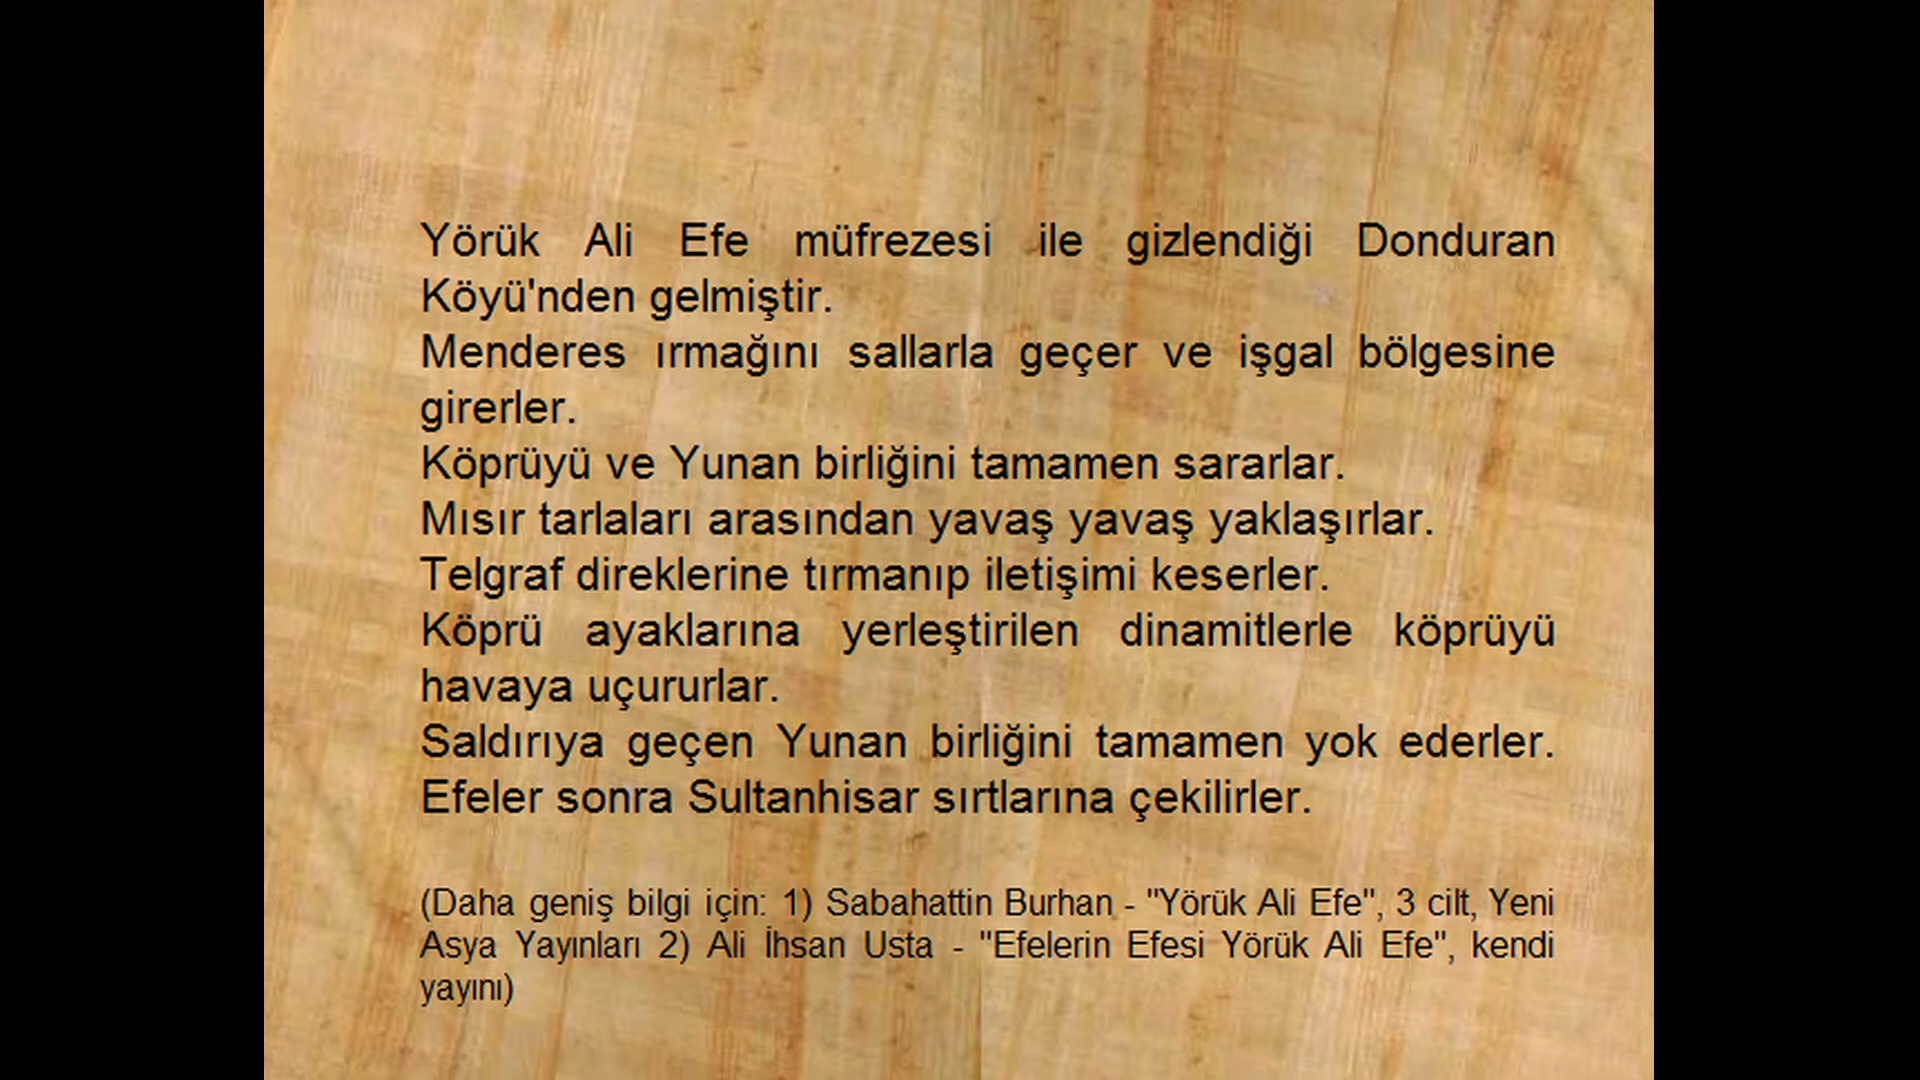 Yörük Ali Efe müfrezesi ile gizlendiği Donduran
Köyü'nden gelmiştir.
Menderes ırmağını sallarla geçer ve işgal bölgesine
girerler.
Köprüyü ve Yunan birliğini tamamen sararlar.
Mısır tarlaları arasından yavaş yavaş yaklaşırlar.
Telgraf direklerine tırmanıp iletişimi keserler.
Köprü ayaklarına yerleştirilen dinamitlerle köprüyü
havaya uçururlar.
Saldırıya geçen Yunan birliğini tamamen yok ederler.
Efeler sonra Sultanhisar sırtlarına çekilirler.
(Daha geniş bilgi için: 1) Sabahattin Burhan - "Yörük Ali Efe", 3 cilt, Yeni
Asya Yayınları 2) Ali İhsan Usta - "Efelerin Efesi Yörük Ali Efe", kendi
yayını)